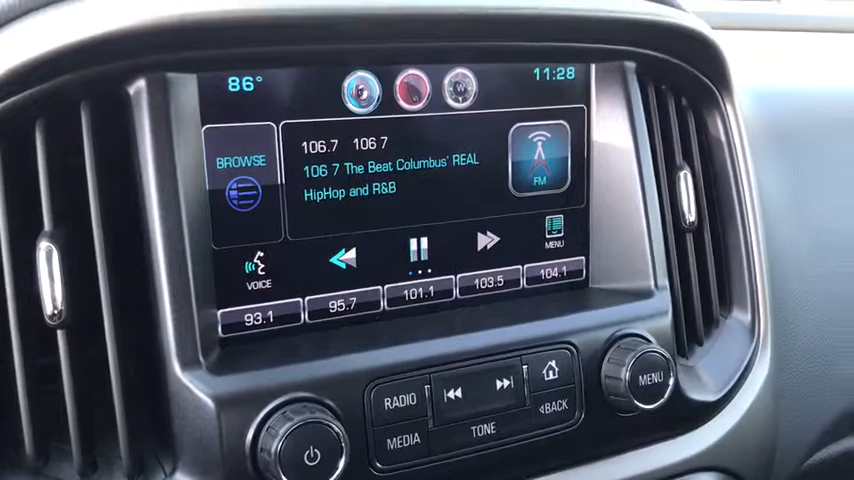 86°
11:28
W
BROWSE
106.7 106 7
106 7 The Beat Columbus' REAL
HipHop and R&B
FM
VOICE
MENU
93.1
95.7
101.1
103.5
104.1
RADIO
MEDIA
TONE
BACK
MENU